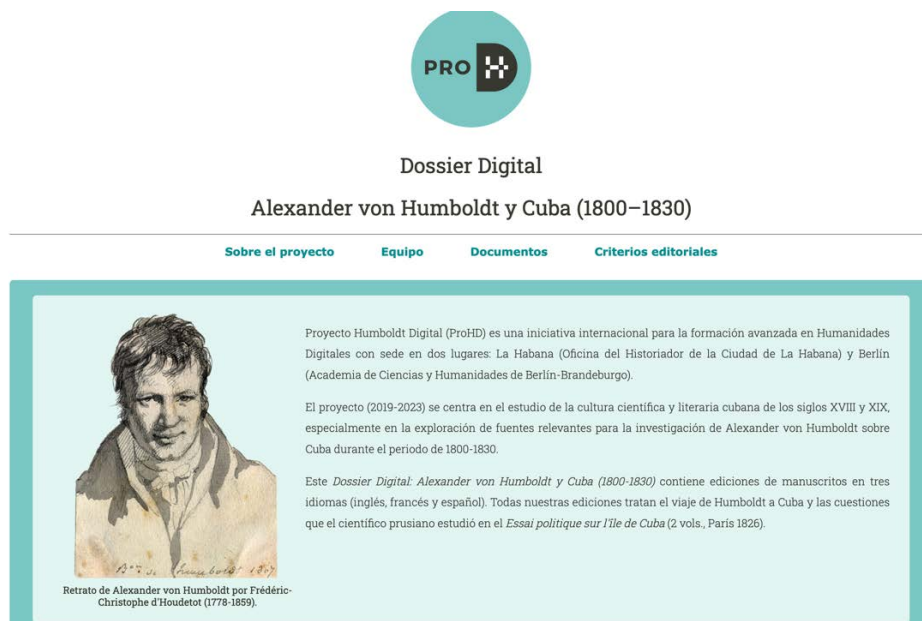 PRO HD
Dossier Digital
Alexander von Humboldt y Cuba (1800–1830)
Sobre el proyecto Equipo Documentos Criterios editoriales
Proyecto Humboldt Digital (ProHD) es una iniciativa internacional para la formación avanzada en Humanidades
Digitales con sede en dos lugares: La Habana (Oficina del Historiador de la Ciudad de La Habana) y Berlín
(Academia de Ciencias y Humanidades de Berlín-Brandeburgo).
El proyecto (2019-2023) se centra en el estudio de la cultura científica y literaria cubana de los siglos XVIII y XIX,
especialmente en la exploración de fuentes relevantes para la investigación de Alexander von Humboldt sobre
Cuba durante el período de 1800-1830.
Este Dossier Digital: Alexander von Humboldt y Cuba (1800-1830) contiene ediciones de manuscritos en tres
idiomas (inglés, francés y español). Todas nuestras ediciones tratan el viaje de Humboldt a Cuba y las cuestiones
que el científico prusiano estudió en el Essai politique sur l'île de Cuba (2 vols., París 1826).
Humboldt 1807
Retrato de Alexander von Humboldt por Frédéric-
Christophe d'Houdetot (1778-1859).